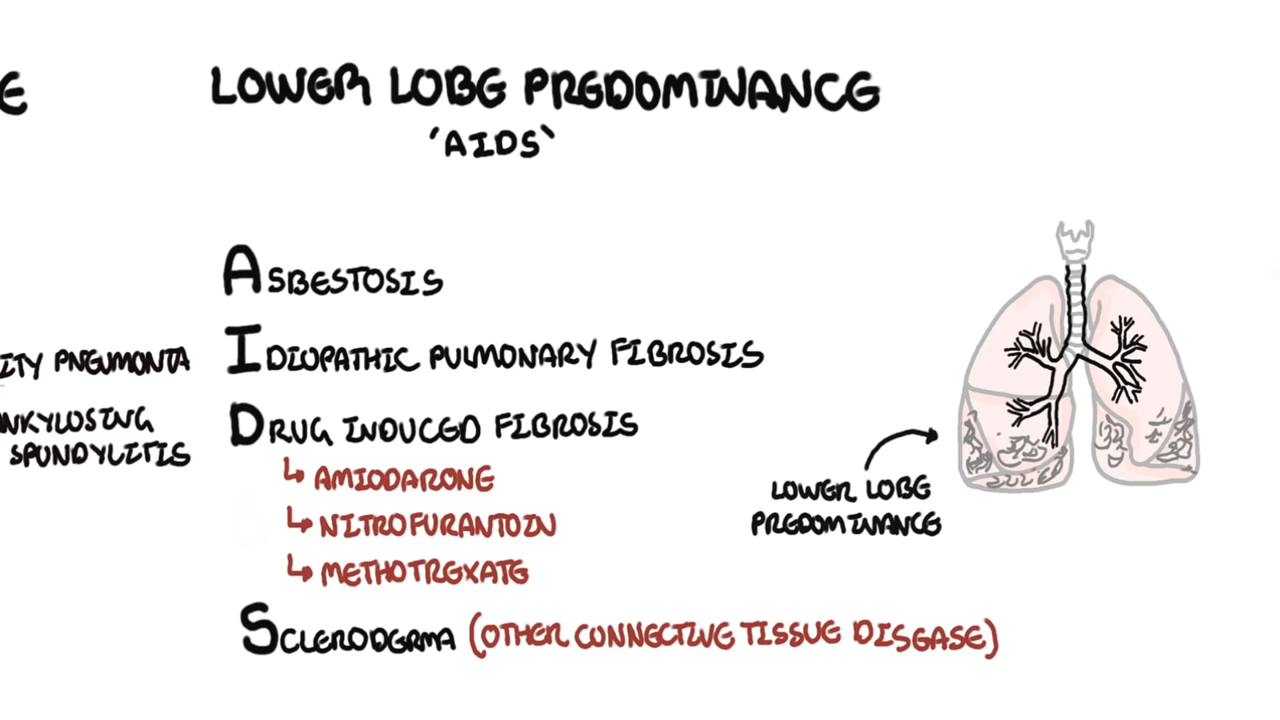 E
LOWER LOBE PREDOMINANCE
'AIDS'
ASBESTOSIS
IDIOPATHIC PULMONARY FIBROSIS
DRUG INDUCED FIBROSIS
↳ AMIODARONE
↳ NITROFURANTOIN
↳ METHOTREXATE
SCLERODERMA (OTHER CONNECTIVE TISSUE DISEASE)
ITY PNEUMONIA
NKYLOSING
SPONDYLITIS
LOWER LOBE
PREDOMINANCE